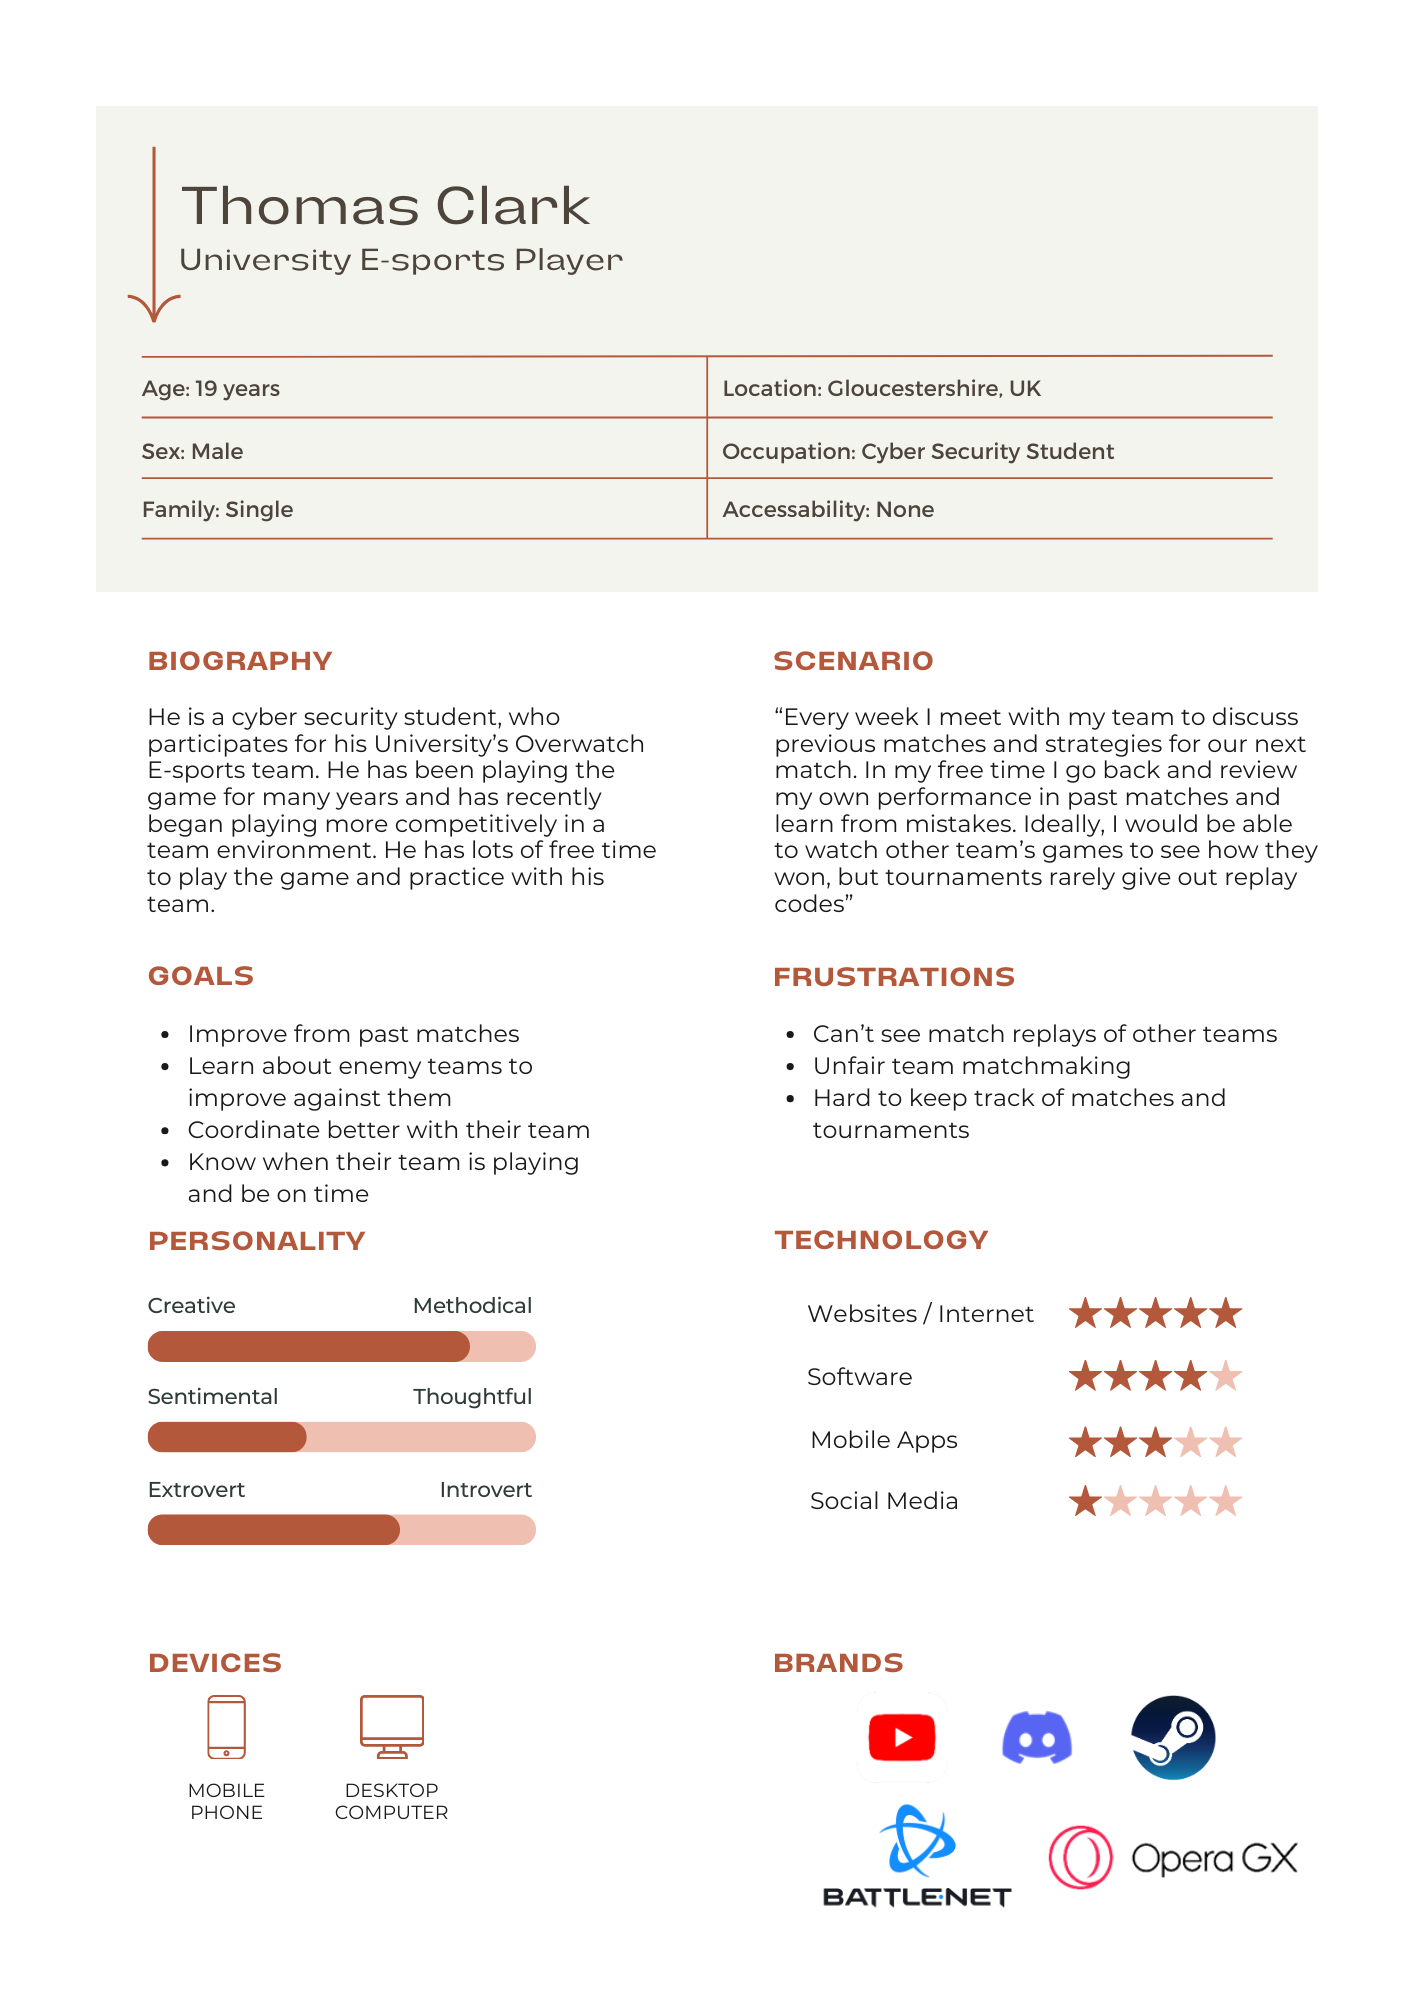 Thomas Clark
University E-sports Player
Age: 19 years
Location: Gloucestershire, UK
Sex: Male
Occupation: Cyber Security Student
Family: Single
Accessability: None
BIOGRAPHY
He is a cyber security student, who
participates for his University’s Overwatch
E-sports team. He has been playing the
game for many years and has recently
began playing more competitively in a
team environment. He has lots of free time
to play the game and practice with his
team.
SCENARIO
“Every week I meet with my team to discuss
previous matches and strategies for our next
match. In my free time I go back and review
my own performance in past matches and
learn from mistakes. Ideally, I would be able
to watch other team’s games to see how they
won, but tournaments rarely give out replay
codes”
GOALS
• Improve from past matches
• Learn about enemy teams to
improve against them
• Coordinate better with their team
• Know when their team is playing
and be on time
FRUSTRATIONS
• Can’t see match replays of other teams
• Unfair team matchmaking
• Hard to keep track of matches and
tournaments
PERSONALITY
Creative Methodical
Sentimental Thoughtful
Extrovert Introvert
TECHNOLOGY
Websites / Internet
Software
Mobile Apps
Social Media
DEVICES
MOBILE
PHONE
DESKTOP
COMPUTER
BRANDS
BATTLE.NET
Opera GX